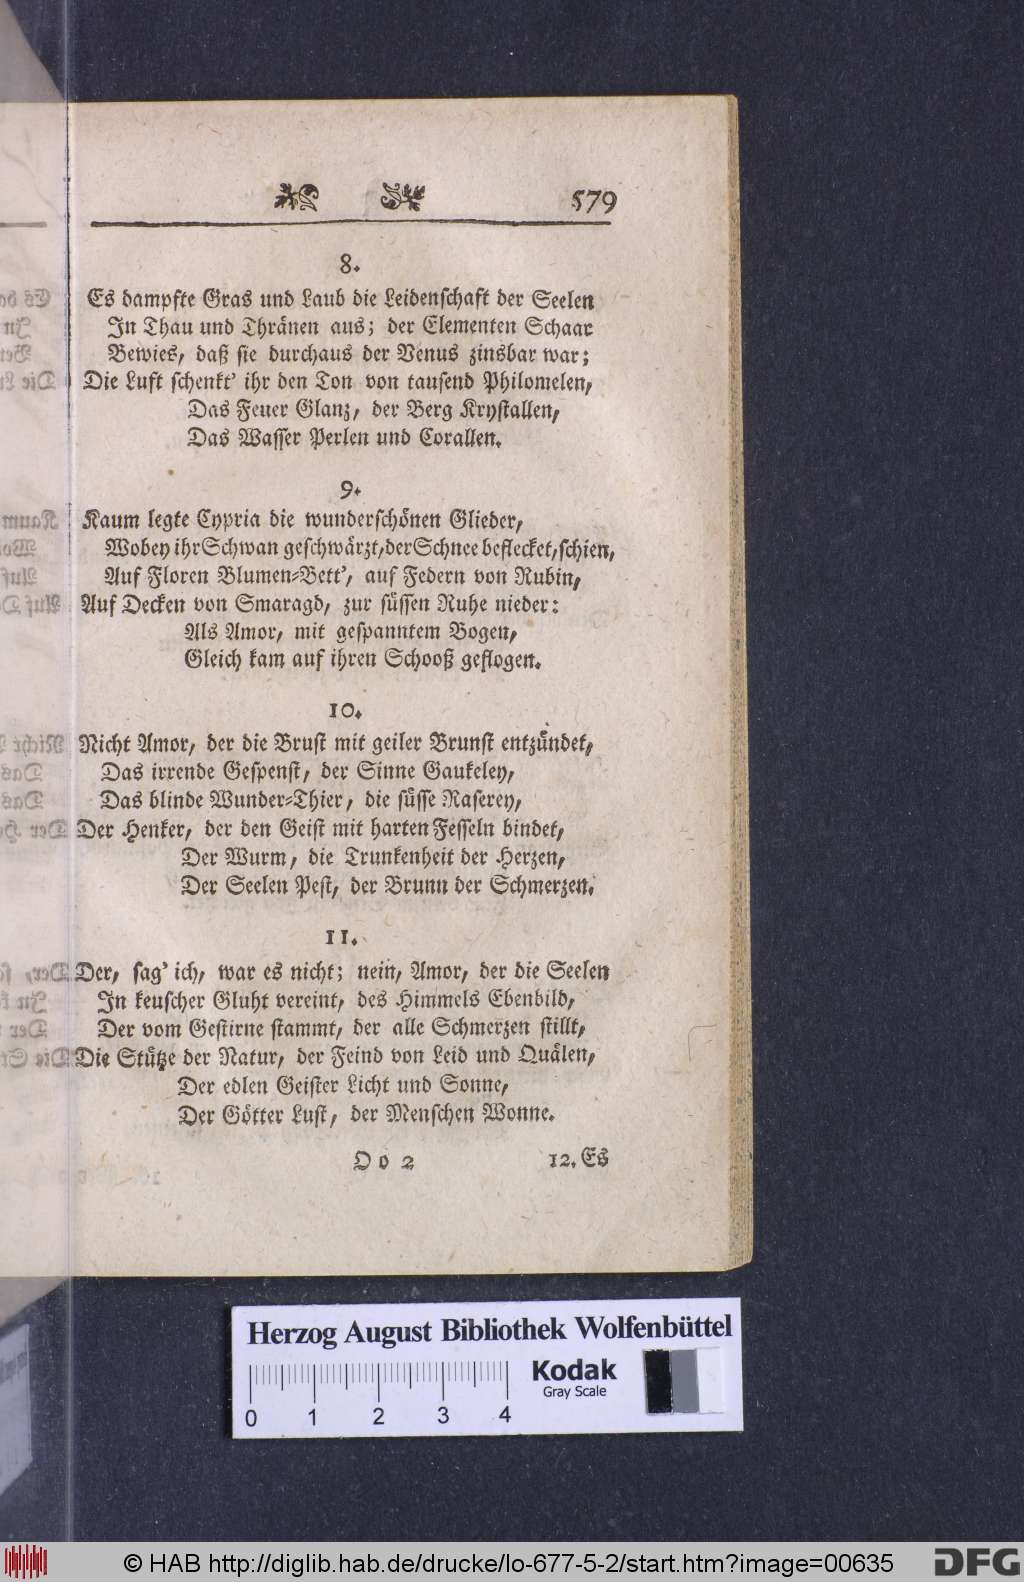 579
8.
Es dampfte Gras und Laub die Leidenschaft der Seelen
In Thau und Thränen aus; der Elementen Schaar
Bewies, daß sie durchaus der Venus zinsbar war;
Die Luft schenkt' ihr den Ton von tausend Philomelen,
Das Feuer Glanz, der Berg Krystallen,
Das Wasser Perlen und Corallen.
9.
Kaum legte Cypria die wunderschönen Glieder,
Wobey ihr Schwan geschwärzt, der Schnee beflecket, schien,
Auf Floren Blumen-Bett', auf Federn von Rubin,
Auf Decken von Smaragd, zur süssen Ruhe nieder:
Als Amor, mit gespanntem Bogen,
Gleich kam auf ihren Schooß geflogen.
10.
Nicht Amor, der die Brust mit geiler Brunst entzündet,
Das irrende Gespenst, der Sinne Gaukeley,
Das blinde Wunder-Thier, die süsse Raserey,
Der Henker, der den Geist mit harten Fesseln bindet,
Der Wurm, die Trunkenheit der Herzen,
Der Seelen Pest, der Brunn der Schmerzen.
11.
Der, sag' ich, war es nicht; nein, Amor, der die Seelen
In keuscher Gluht vereint, des Himmels Ebenbild,
Der vom Gestirne stammt, der alle Schmerzen stillt,
Die Stütze der Natur, der Feind von Leid und Quälen,
Der edlen Geister Licht und Sonne,
Der Götter Lust, der Menschen Wonne.
Oo 2 12. Es
Herzog August Bibliothek Wolfenbüttel
Kodak
Gray Scale
0 1 2 3 4
© HAB http://diglib.hab.de/drucke/lo-677-5-2/start.htm?image=00635
DFG